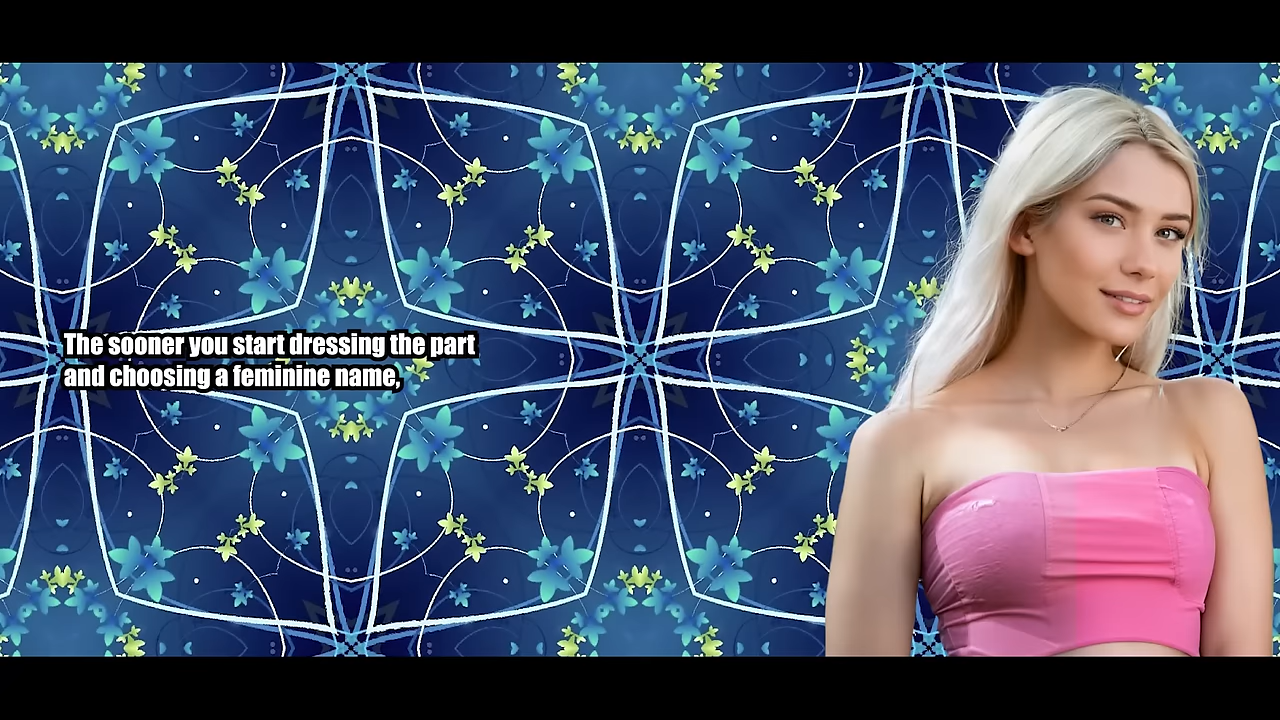 The sooner you start dressing the part
and choosing a feminine name,